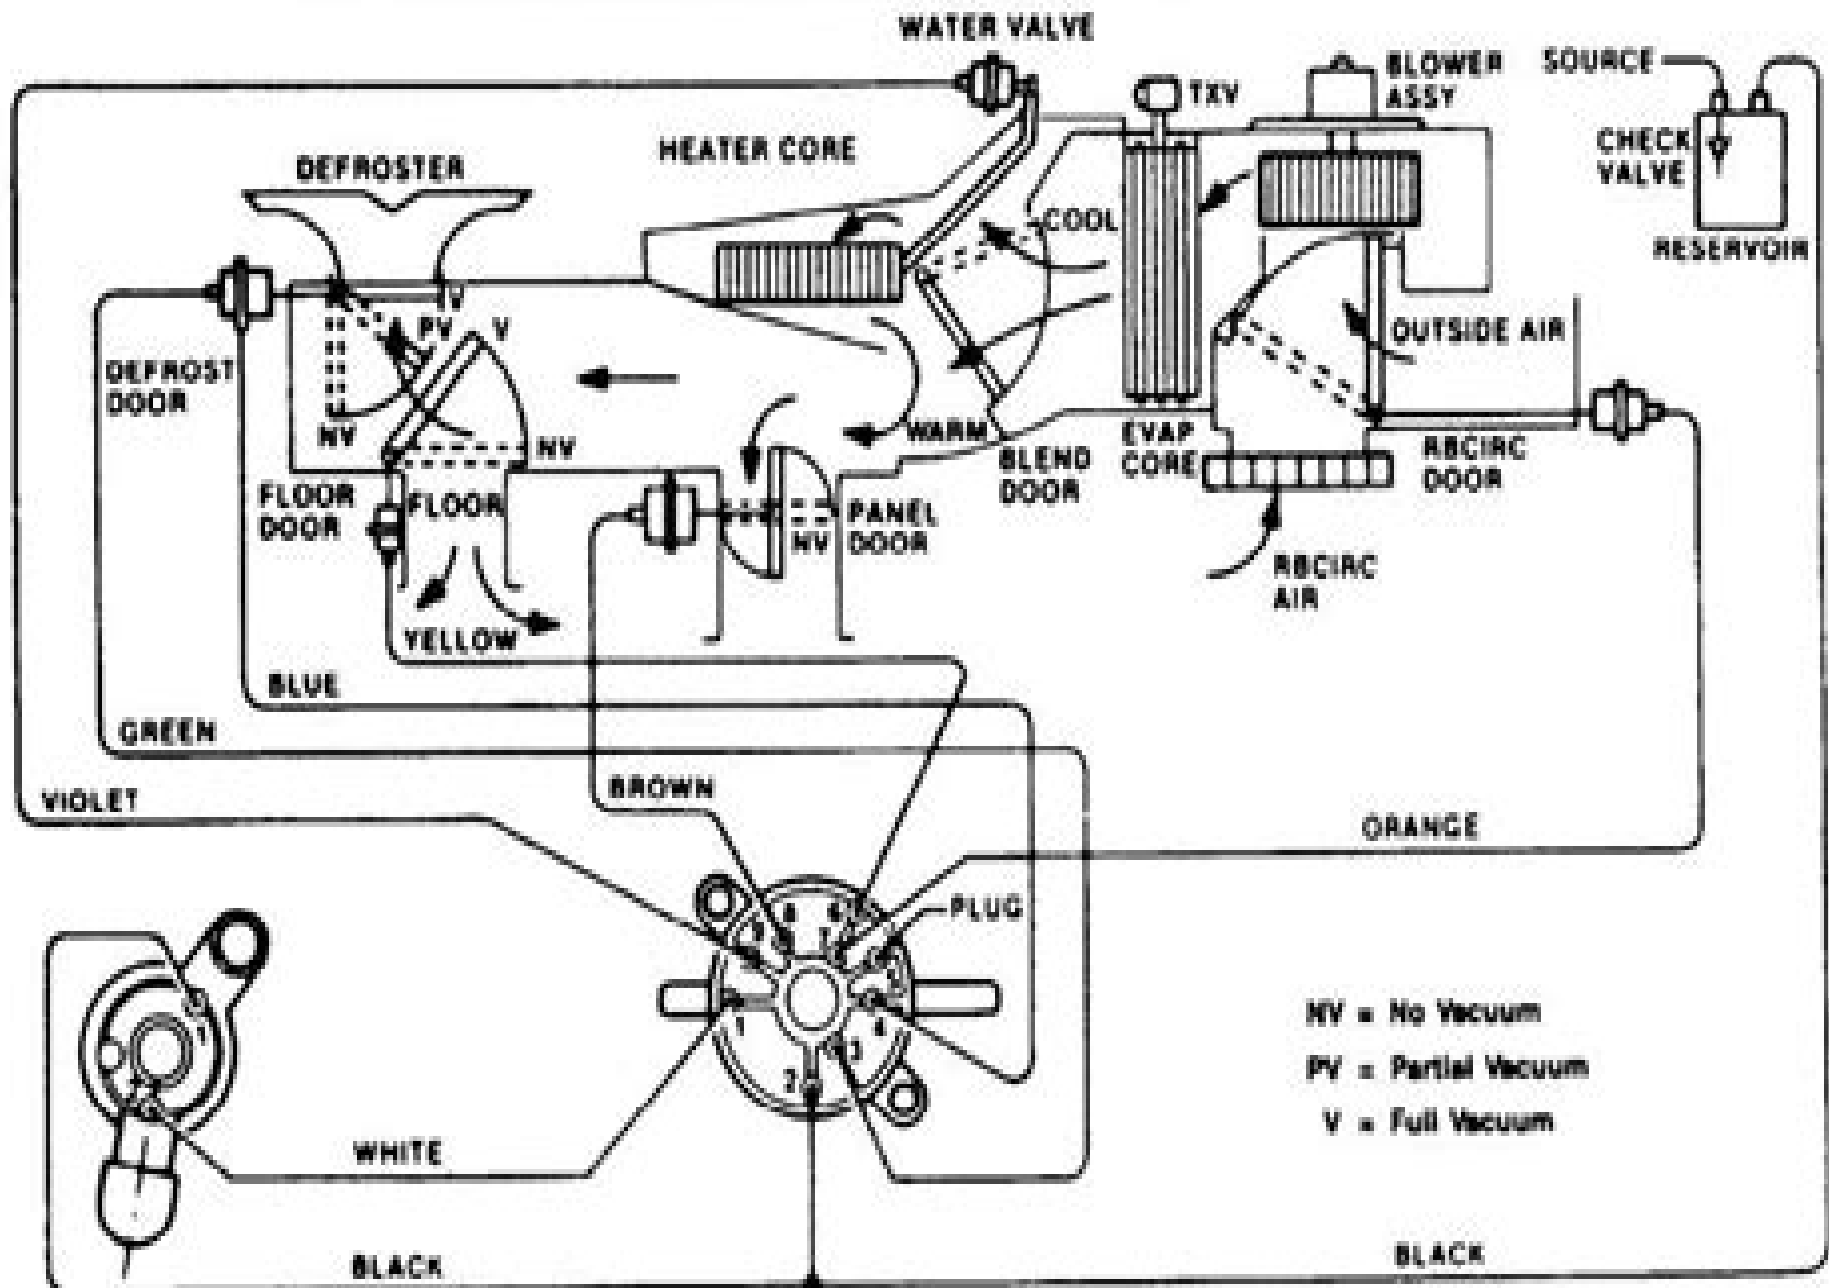 WATER VALVE
TXV
BLOWER
ASSY
SOURCE
CHECK
VALVE
RESERVOIR
HEATER CORE
DEFROSTER
COOL
OUTSIDE AIR
V
PV
V
DEFROST
DOOR
NV
NV
WARM
BLEND
DOOR
EVAP
CORE
RBCIRC
DOOR
FLOOR
DOOR
FLOOR
PANEL
DOOR
NV
RBCIRC
AIR
YELLOW
BLUE
GREEN
VIOLET
BROWN
ORANGE
PLUG
8
6
7
1
4
3
2
NV = No Vacuum
PV = Partial Vacuum
V = Full Vacuum
WHITE
BLACK
BLACK